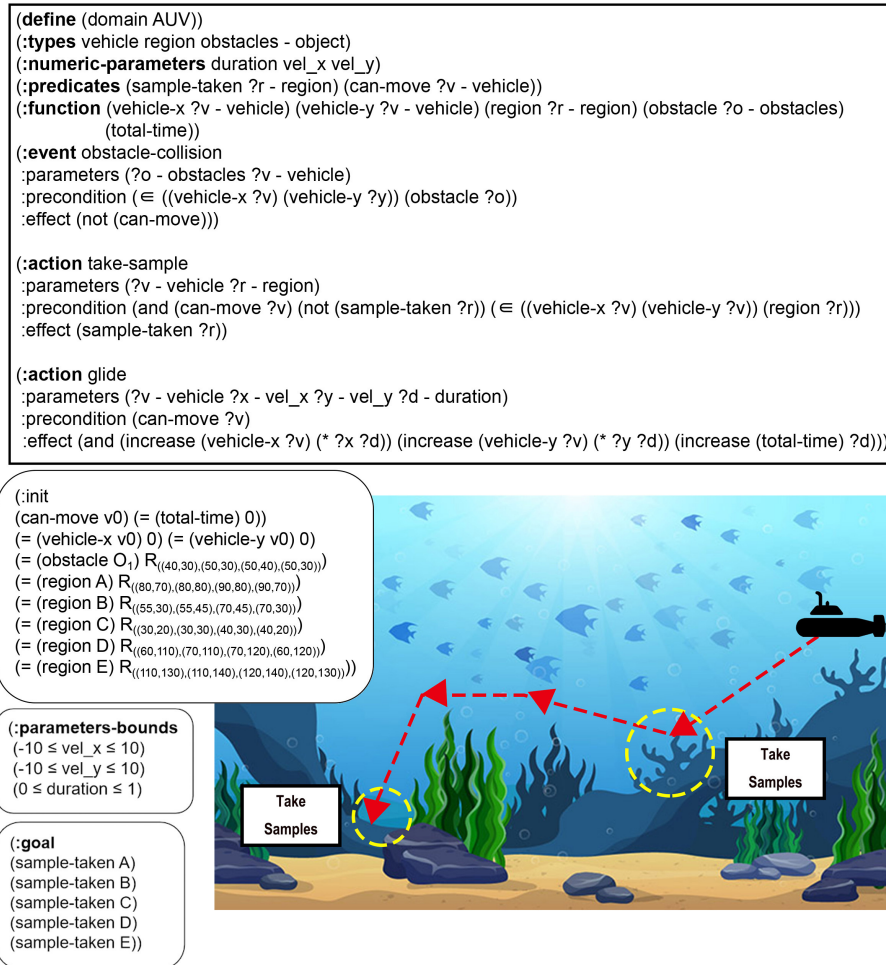 (define (domain AUV))
(:types vehicle region obstacles - object)
(:numeric-parameters duration vel_x vel_y)
(:predicates (sample-taken ?r - region) (can-move ?v - vehicle))
(:function (vehicle-x ?v - vehicle) (vehicle-y ?v - vehicle) (region ?r - region) (obstacle ?o - obstacles)
(total-time))
(:event obstacle-collision
:parameters (?o - obstacles ?v - vehicle)
:precondition (∈ ((vehicle-x ?v) (vehicle-y ?y)) (obstacle ?o))
:effect (not (can-move)))
(:action take-sample
:parameters (?v - vehicle ?r - region)
:precondition (and (can-move ?v) (not (sample-taken ?r)) (∈ ((vehicle-x ?v) (vehicle-y ?v)) (region ?r)))
:effect (sample-taken ?r))
(:action glide
:parameters (?v - vehicle ?x - vel_x ?y - vel_y ?d - duration)
:precondition (can-move ?v)
:effect (and (increase (vehicle-x ?v) (* ?x ?d)) (increase (vehicle-y ?v) (* ?y ?d)) (increase (total-time) ?d)))
(:init
(can-move v0) (= (total-time) 0))
(= (vehicle-x v0) 0) (= (vehicle-y v0) 0)
(= (obstacle O₁) R((40,30),(50,30),(50,40),(50,30)))
(= (region A) R((80,70),(80,80),(90,80),(90,70)))
(= (region B) R((55,30),(55,45),(70,45),(70,30)))
(= (region C) R((30,20),(30,30),(40,30),(40,20)))
(= (region D) R((60,110),(70,110),(70,120),(60,120)))
(= (region E) R((110,130),(110,140),(120,140),(120,130))))
(:parameters-bounds
(-10 ≤ vel_x ≤ 10)
(-10 ≤ vel_y ≤ 10)
(0 ≤ duration ≤ 1)
(:goal
(sample-taken A)
(sample-taken B)
(sample-taken C)
(sample-taken D)
(sample-taken E))
Take
Samples
Take
Samples